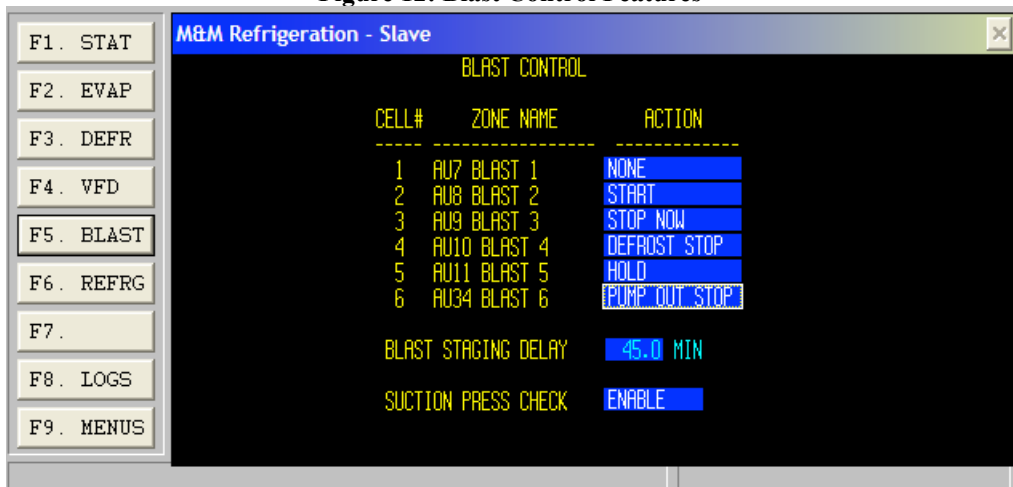 Figure 12: Blast Control Features
M&M Refrigeration - Slave
F1. STAT
F2. EVAP
F3. DEFR
F4. VFD
F5. BLAST
F6. REFRG
F7.
F8. LOGS
F9. MENUS
BLAST CONTROL
CELL# ZONE NAME ACTION
----- ----------------- -------------
1 AU7 BLAST 1 NONE
2 AU8 BLAST 2 START
3 AU9 BLAST 3 STOP NOW
4 AU10 BLAST 4 DEFROST STOP
5 AU11 BLAST 5 HOLD
6 AU34 BLAST 6 PUMP OUT STOP
BLAST STAGING DELAY 45.0 MIN
SUCTION PRESS CHECK ENABLE